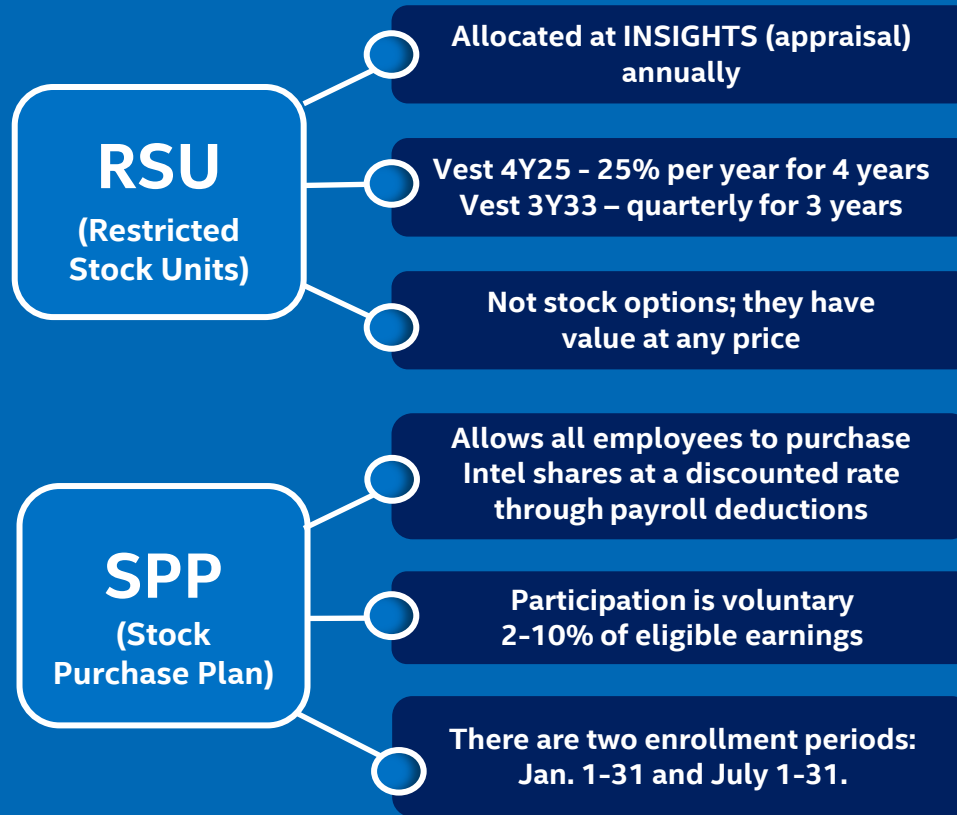 RSU
(Restricted
Stock Units)
Allocated at INSIGHTS (appraisal)
annually
Vest 4Y25 - 25% per year for 4 years
Vest 3Y33 – quarterly for 3 years
Not stock options; they have
value at any price
SPP
(Stock
Purchase Plan)
Allows all employees to purchase
Intel shares at a discounted rate
through payroll deductions
Participation is voluntary
2-10% of eligible earnings
There are two enrollment periods:
Jan. 1-31 and July 1-31.